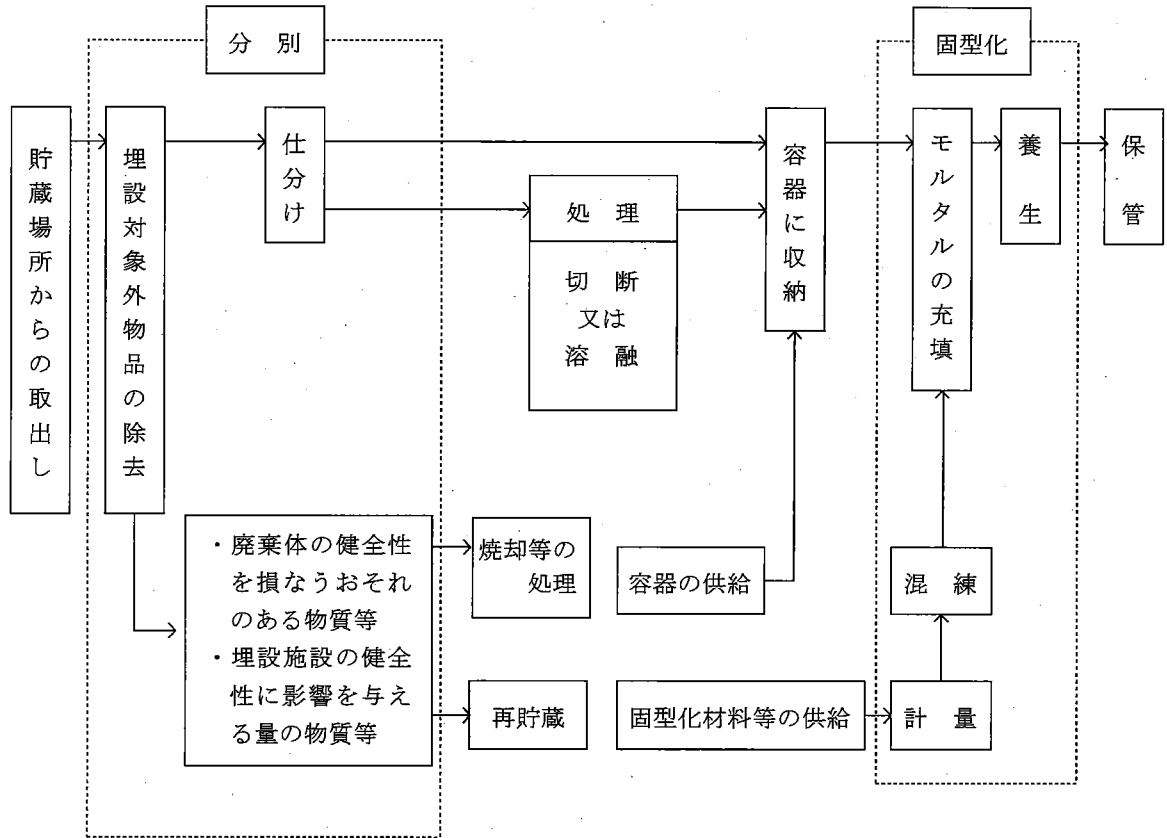 分　別
固型化
貯蔵場所からの取出し
埋設対象外物品の除去
仕分け
処　理
切　断
又は
溶　融
容器に収納
モルタルの充填
養生
保管
・廃棄体の健全性
を損なうおそれ
のある物質等
・埋設施設の健全
性に影響を与え
る量の物質等
焼却等の
処理
再貯蔵
容器の供給
固型化材料等の供給
混　練
計　量